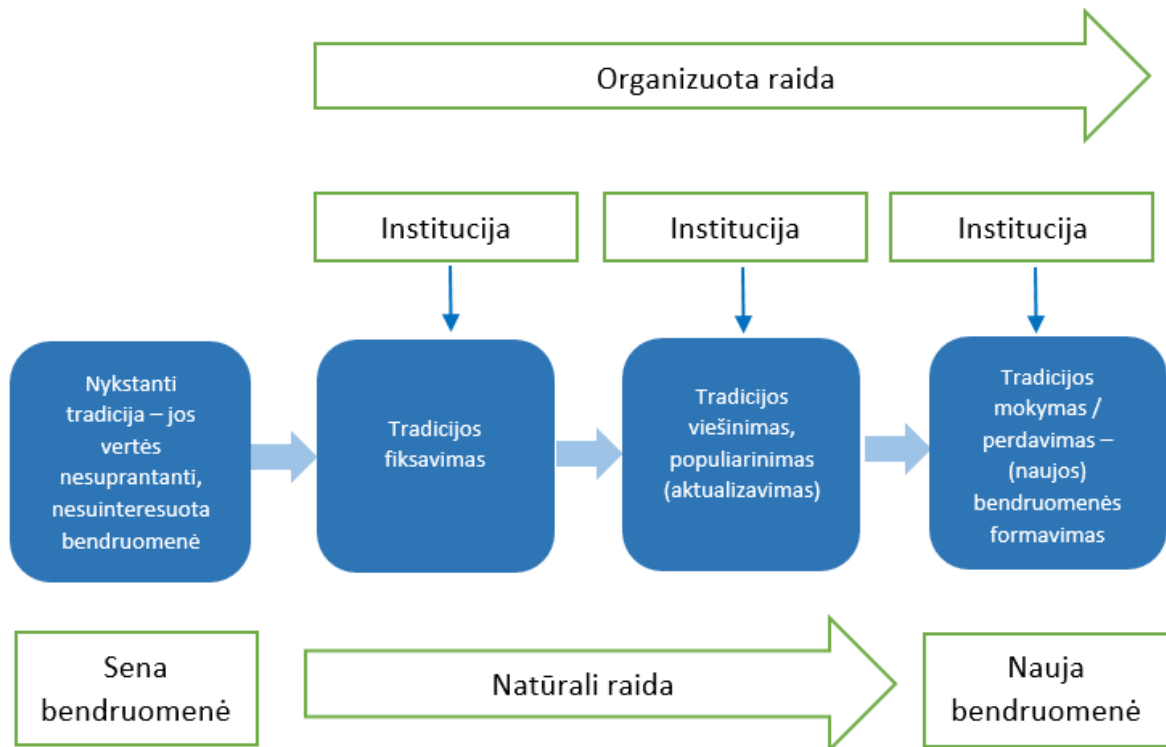 Organizuota raida
Institucija
Institucija
Institucija
Nykstanti
tradicija – jos
vertės
nesuprantanti,
nesuinteresuota
bendruomenė
Tradicijos
fiksavimas
Tradicijos
viešinimas,
populiarinimas
(aktualizavimas)
Tradicijos
mokymas /
perdavimas –
(naujos)
bendruomenės
formavimas
Sena
bendruomenė
Natūrali raida
Nauja
bendruomenė